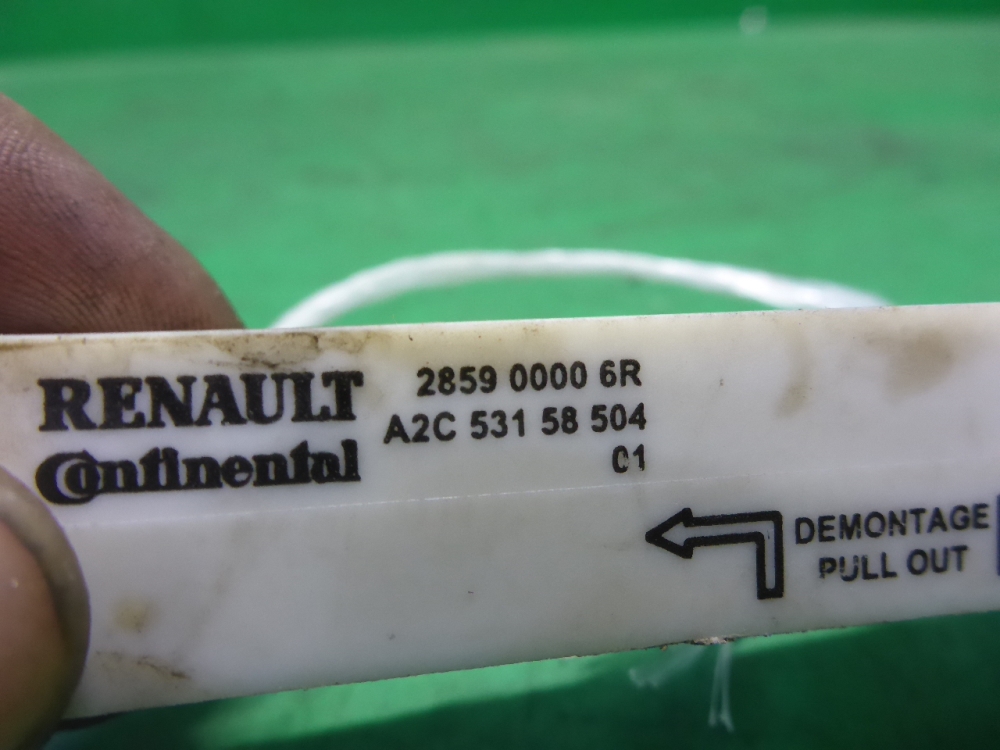 RENAULT
Continental
2859 0000 6R
A2C 531 58 504
01
DEMONTAGE
PULL OUT